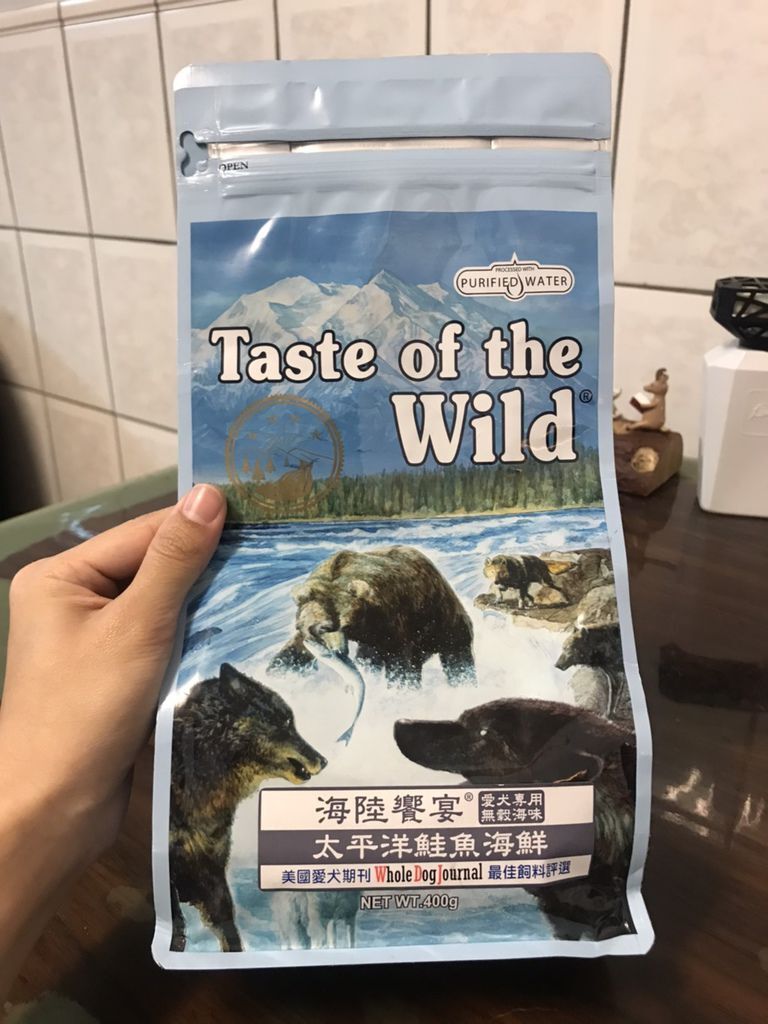 OPEN
PROCESSED WITH
PURIFIED WATER
Taste of the
Wild®
海陸饗宴® 愛犬專用
無穀海味
太平洋鮭魚海鮮
美國愛犬期刊 Whole Dog Journal 最佳飼料評選
NET WT.400g